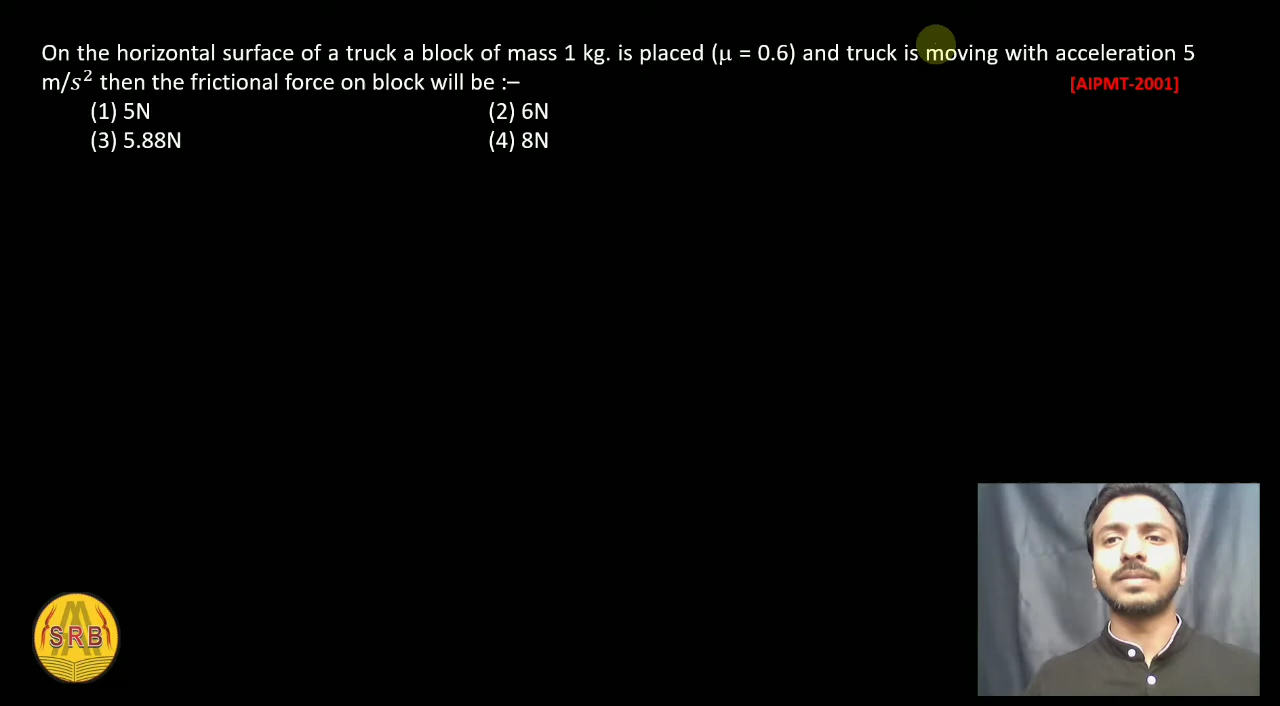 On the horizontal surface of a truck a block of mass 1 kg. is placed (μ = 0.6) and truck is moving with acceleration 5
m/s² then the frictional force on block will be :–
[AIPMT-2001]
(1) 5N (2) 6N
(3) 5.88N (4) 8N
SRB